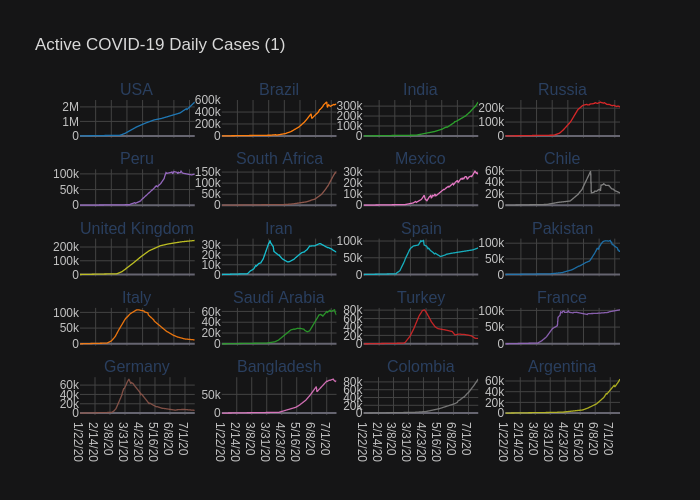 Active COVID-19 Daily Cases (1)
USA Brazil India Russia
2M 1M 0
600k 400k 200k 0
300k 200k 100k 0
200k 100k 0
Peru South Africa Mexico Chile
100k 50k 0
150k 100k 50k 0
30k 20k 10k 0
60k 40k 20k 0
United Kingdom Iran Spain Pakistan
200k 100k 0
30k 20k 10k 0
100k 50k 0
100k 50k 0
Italy Saudi Arabia Turkey France
100k 50k 0
60k 40k 20k 0
80k 60k 40k 20k 0
100k 50k 0
Germany Bangladesh Colombia Argentina
60k 40k 20k 0
50k 0
80k 60k 40k 20k 0
60k 40k 20k 0
1/22/20 2/14/20 3/8/20 3/31/20 4/23/20 5/16/20 6/8/20 7/1/20
1/22/20 2/14/20 3/8/20 3/31/20 4/23/20 5/16/20 6/8/20 7/1/20
1/22/20 2/14/20 3/8/20 3/31/20 4/23/20 5/16/20 6/8/20 7/1/20
1/22/20 2/14/20 3/8/20 3/31/20 4/23/20 5/16/20 6/8/20 7/1/20